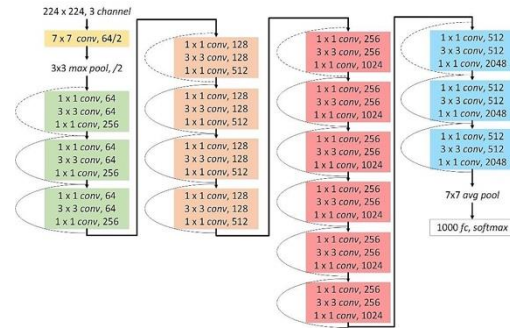 224 x 224, 3 channel
7 x 7 conv, 64/2
3x3 max pool, /2
1 x 1 conv, 64
3 x 3 conv, 64
1 x 1 conv, 256
1 x 1 conv, 64
3 x 3 conv, 64
1 x 1 conv, 256
1 x 1 conv, 64
3 x 3 conv, 64
1 x 1 conv, 256
1 x 1 conv, 128
3 x 3 conv, 128
1 x 1 conv, 512
1 x 1 conv, 128
3 x 3 conv, 128
1 x 1 conv, 512
1 x 1 conv, 128
3 x 3 conv, 128
1 x 1 conv, 512
1 x 1 conv, 128
3 x 3 conv, 128
1 x 1 conv, 512
1 x 1 conv, 256
3 x 3 conv, 256
1 x 1 conv, 1024
1 x 1 conv, 256
3 x 3 conv, 256
1 x 1 conv, 1024
1 x 1 conv, 256
3 x 3 conv, 256
1 x 1 conv, 1024
1 x 1 conv, 256
3 x 3 conv, 256
1 x 1 conv, 1024
1 x 1 conv, 256
3 x 3 conv, 256
1 x 1 conv, 1024
1 x 1 conv, 256
3 x 3 conv, 256
1 x 1 conv, 1024
1 x 1 conv, 512
3 x 3 conv, 512
1 x 1 conv, 2048
1 x 1 conv, 512
3 x 3 conv, 512
1 x 1 conv, 2048
1 x 1 conv, 512
3 x 3 conv, 512
1 x 1 conv, 2048
7x7 avg pool
1000 fc, softmax